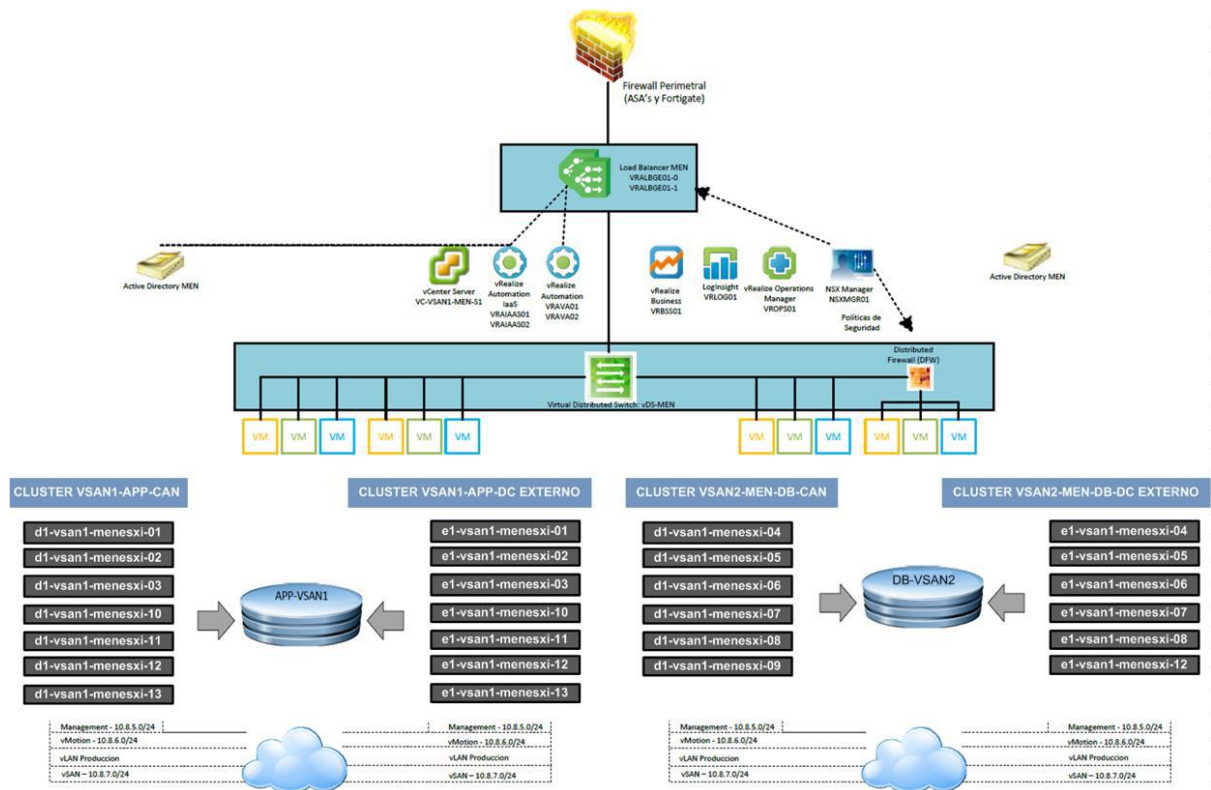 Firewall Perimetral
(ASA's y Fortigate)
Load Balancer MEN
VRALBGE01-0
VRALBGE01-1
Active Directory MEN
vCenter Server
VC-VSAN1-MEN-S1
vRealize
Automation
IaaS
VRAIAAS01
VRAIAAS02
vRealize
Automation
VRAVA01
VRAVA02
vRealize
Business
VRBSS01
LogInsight
VRLOG01
vRealize Operations
Manager
VROPS01
NSX Manager
NSXMGR01
Políticas de
Seguridad
Active Directory MEN
Distributed
Firewall (DFW)
Virtual Distributed Switch: vDS-MEN
VM
VM
VM
VM
VM
VM
VM
VM
VM
VM
VM
VM
CLUSTER VSAN1-APP-CAN
d1-vsan1-menesxi-01
d1-vsan1-menesxi-02
d1-vsan1-menesxi-03
d1-vsan1-menesxi-10
d1-vsan1-menesxi-11
d1-vsan1-menesxi-12
d1-vsan1-menesxi-13
APP-VSAN1
CLUSTER VSAN1-APP-DC EXTERNO
e1-vsan1-menesxi-01
e1-vsan1-menesxi-02
e1-vsan1-menesxi-03
e1-vsan1-menesxi-10
e1-vsan1-menesxi-11
e1-vsan1-menesxi-12
e1-vsan1-menesxi-13
CLUSTER VSAN2-MEN-DB-CAN
d1-vsan1-menesxi-04
d1-vsan1-menesxi-05
d1-vsan1-menesxi-06
d1-vsan1-menesxi-07
d1-vsan1-menesxi-08
d1-vsan1-menesxi-09
DB-VSAN2
CLUSTER VSAN2-MEN-DB-DC EXTERNO
e1-vsan1-menesxi-04
e1-vsan1-menesxi-05
e1-vsan1-menesxi-06
e1-vsan1-menesxi-07
e1-vsan1-menesxi-08
e1-vsan1-menesxi-12
Management - 10.8.5.0/24
vMotion - 10.8.6.0/24
vLAN Produccion
vSAN – 10.8.7.0/24
Management - 10.8.5.0/24
vMotion - 10.8.6.0/24
vLAN Produccion
vSAN – 10.8.7.0/24
Management - 10.8.5.0/24
vMotion - 10.8.6.0/24
vLAN Produccion
vSAN – 10.8.7.0/24
Management - 10.8.5.0/24
vMotion - 10.8.6.0/24
vLAN Produccion
vSAN – 10.8.7.0/24